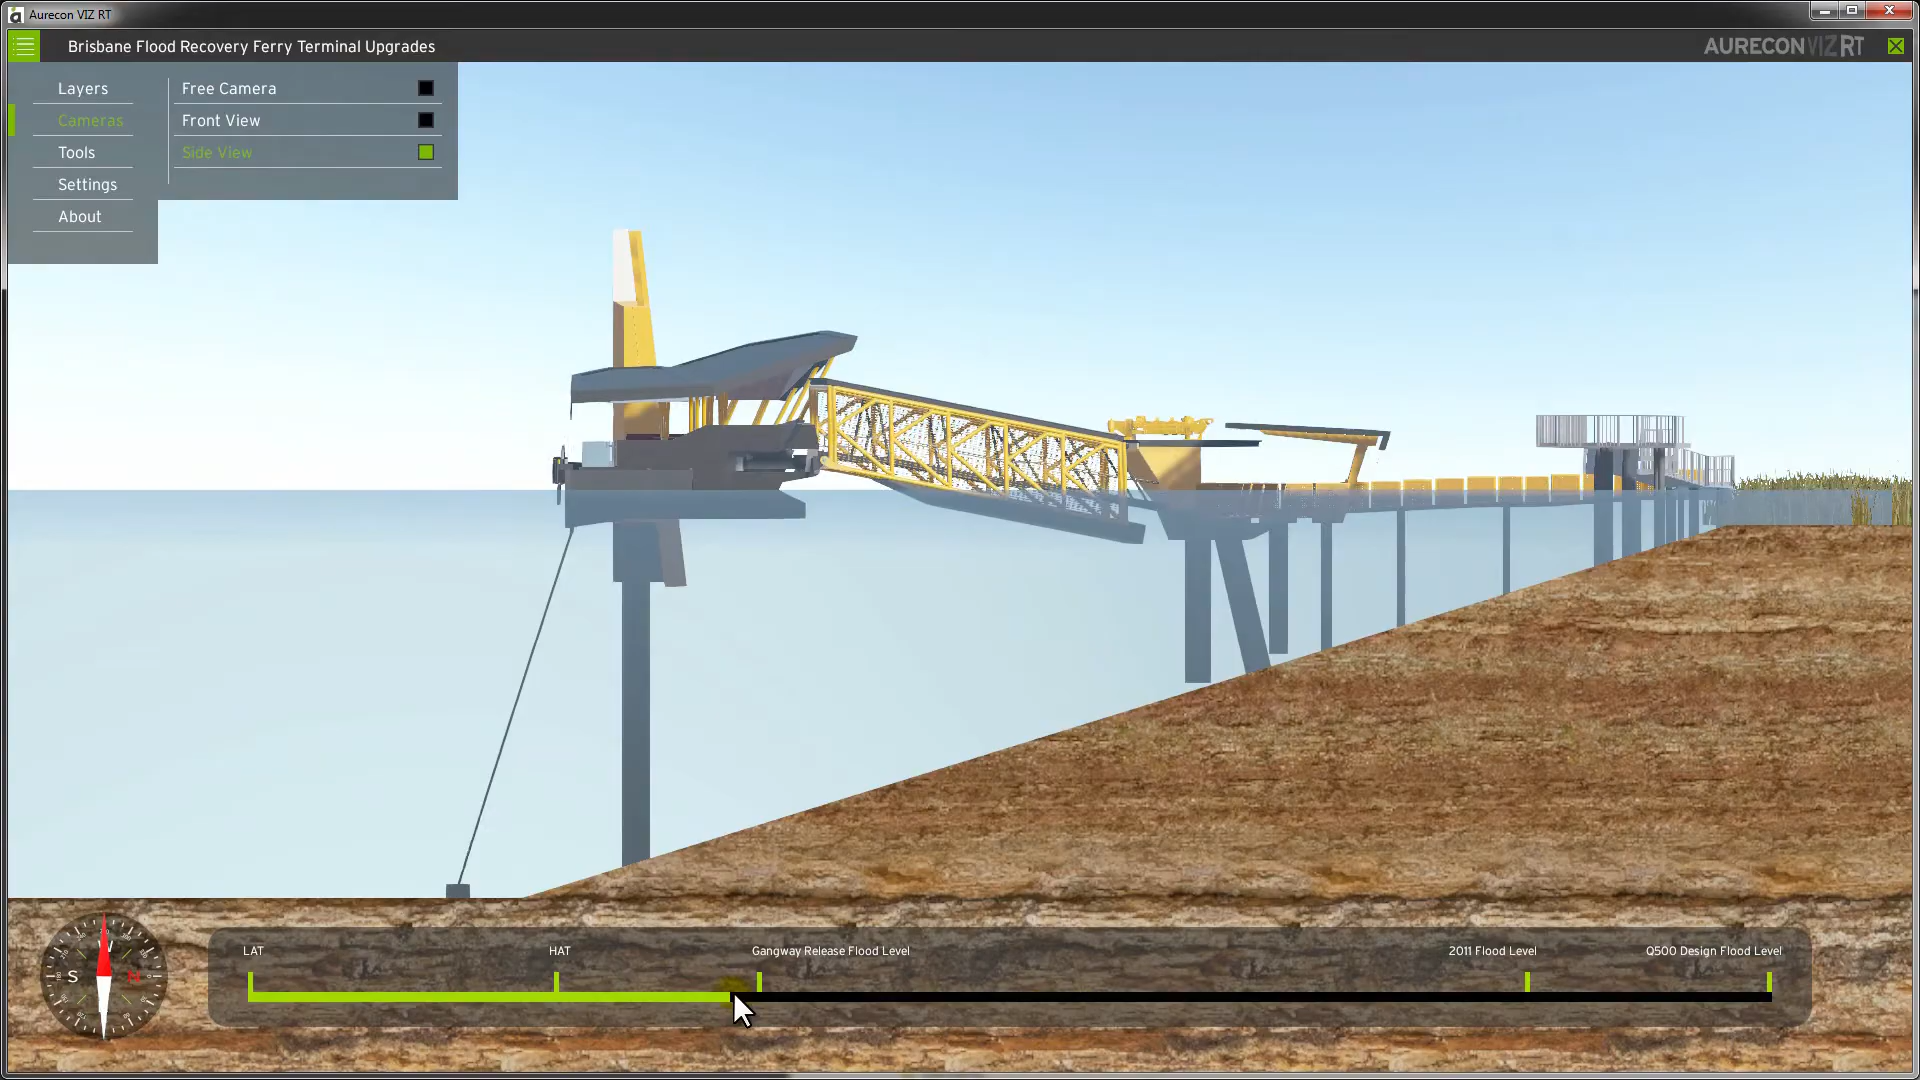 Aurecon VIZ RT
Brisbane Flood Recovery Ferry Terminal Upgrades
AURECON VIZ RT
Layers
Cameras
Tools
Settings
About
Free Camera
Front View
Side View
LAT
HAT
Gangway Release Flood Level
2011 Flood Level
Q500 Design Flood Level
W
S
N